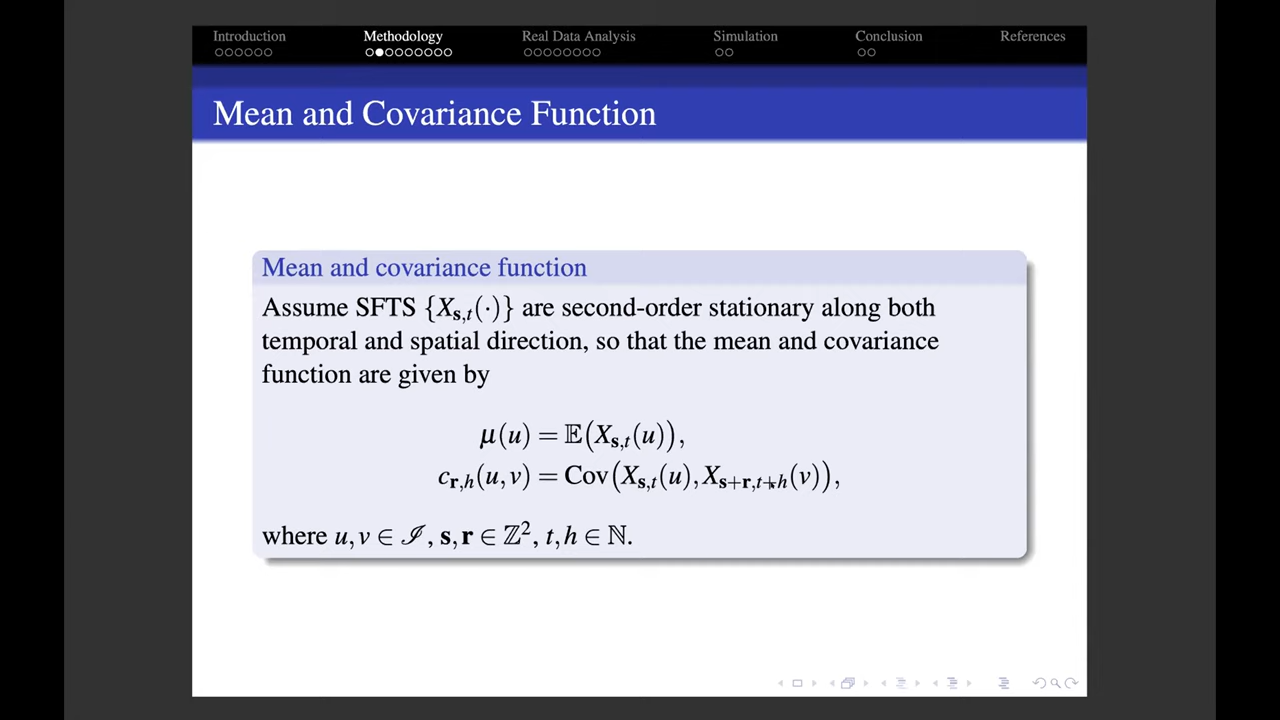 Introduction Methodology Real Data Analysis Simulation Conclusion References
Mean and Covariance Function
Mean and covariance function
Assume SFTS {X_{𝐬,t}(·)} are second-order stationary along both
temporal and spatial direction, so that the mean and covariance
function are given by
μ(u) = 𝔼(X_{𝐬,t}(u)),
c_{𝐫,h}(u, v) = Cov(X_{𝐬,t}(u), X_{𝐬+𝐫,t+h}(v)),
where u, v ∈ ℐ, 𝐬, 𝐫 ∈ ℤ², t, h ∈ ℕ.